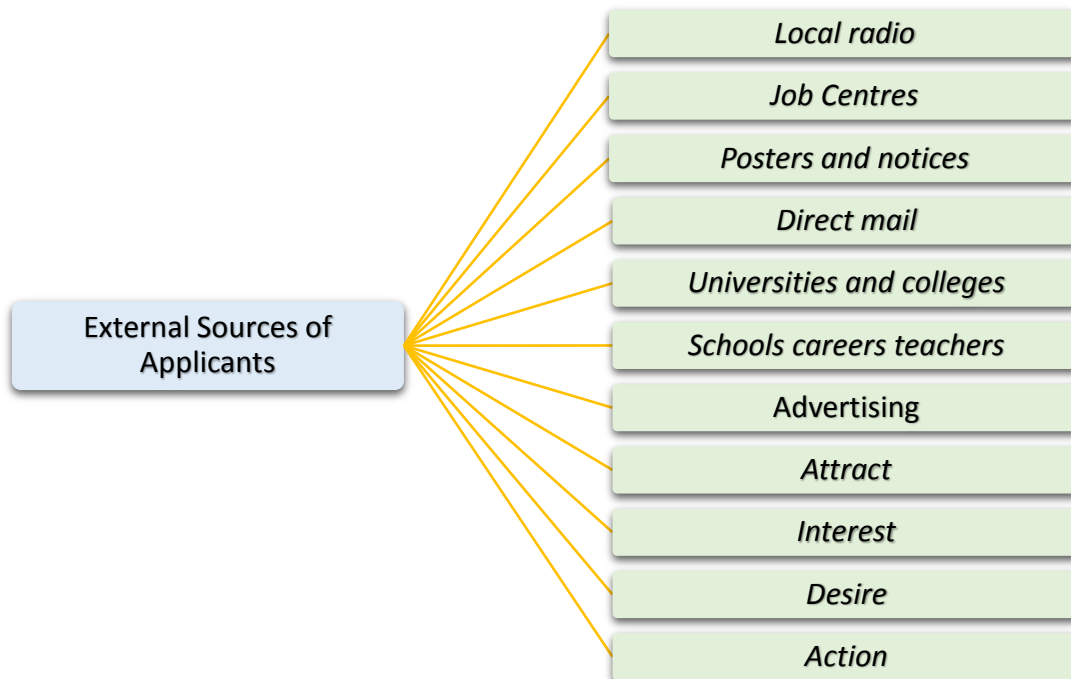 External Sources of
Applicants
Local radio
Job Centres
Posters and notices
Direct mail
Universities and colleges
Schools careers teachers
Advertising
Attract
Interest
Desire
Action